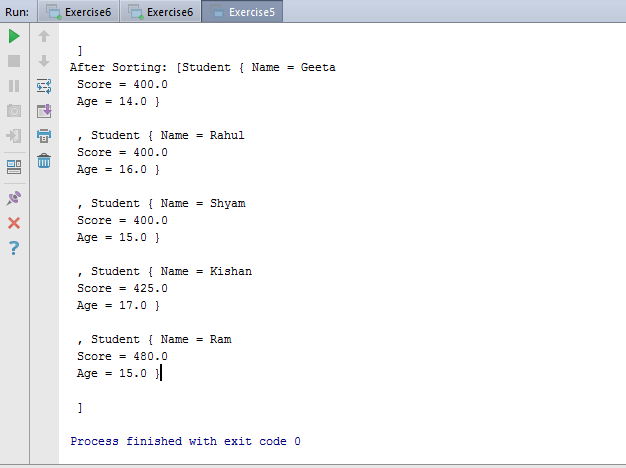 Run: Exercise6 Exercise6 Exercise5
]
After Sorting: [Student { Name = Geeta
Score = 400.0
Age = 14.0 }
, Student { Name = Rahul
Score = 400.0
Age = 16.0 }
, Student { Name = Shyam
Score = 400.0
Age = 15.0 }
, Student { Name = Kishan
Score = 425.0
Age = 17.0 }
, Student { Name = Ram
Score = 480.0
Age = 15.0 }
]
Process finished with exit code 0